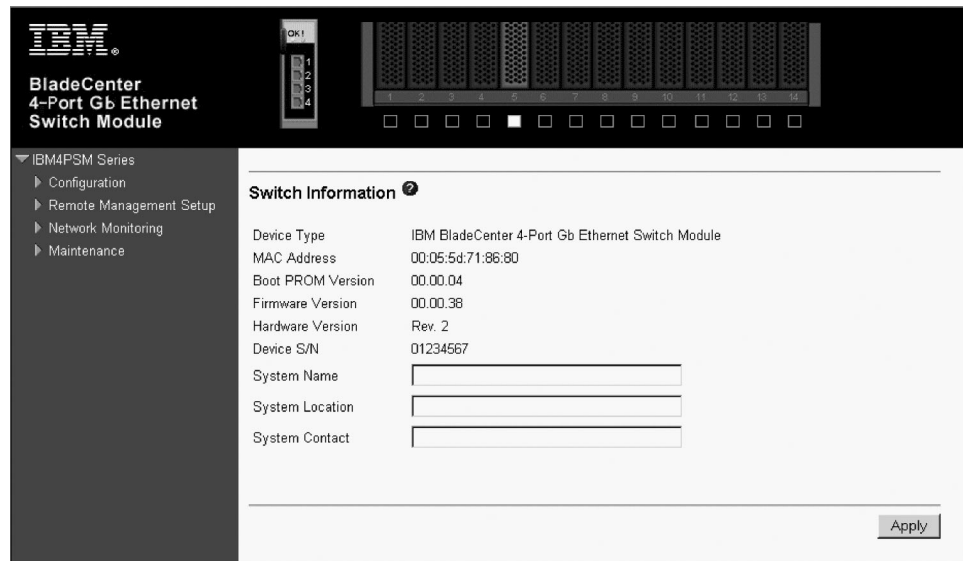 IBM®
BladeCenter
4-Port Gb Ethernet
Switch Module
OK!
1
2
3
4
1 2 3 4 5 6 7 8 9 10 11 12 13 14
IBM4PSM Series
Configuration
Remote Management Setup
Network Monitoring
Maintenance
Switch Information ?
Device Type IBM BladeCenter 4-Port Gb Ethernet Switch Module
MAC Address 00:05:5d:71:86:80
Boot PROM Version 00.00.04
Firmware Version 00.00.38
Hardware Version Rev. 2
Device S/N 01234567
System Name
System Location
System Contact
Apply